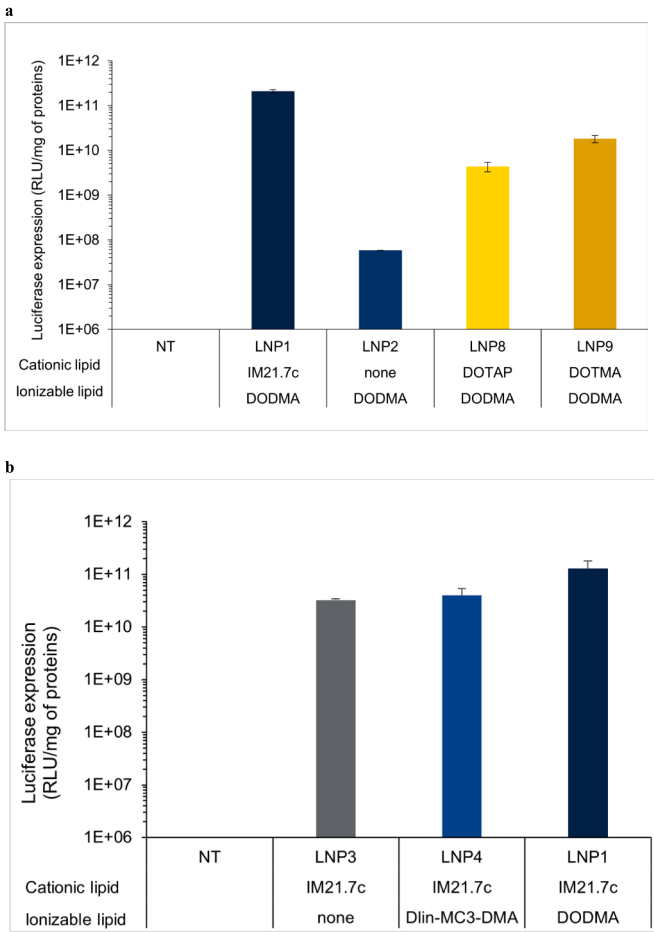 a
Luciferase expression (RLU/mg of proteins)
1E+12
1E+11
1E+10
1E+09
1E+08
1E+07
1E+06
NT LNP1 LNP2 LNP8 LNP9
Cationic lipid IM21.7c none DOTAP DOTMA
Ionizable lipid DODMA DODMA DODMA DODMA
b
Luciferase expression
(RLU/mg of proteins)
1E+12
1E+11
1E+10
1E+09
1E+08
1E+07
1E+06
NT LNP3 LNP4 LNP1
Cationic lipid IM21.7c IM21.7c IM21.7c
Ionizable lipid none Dlin-MC3-DMA DODMA